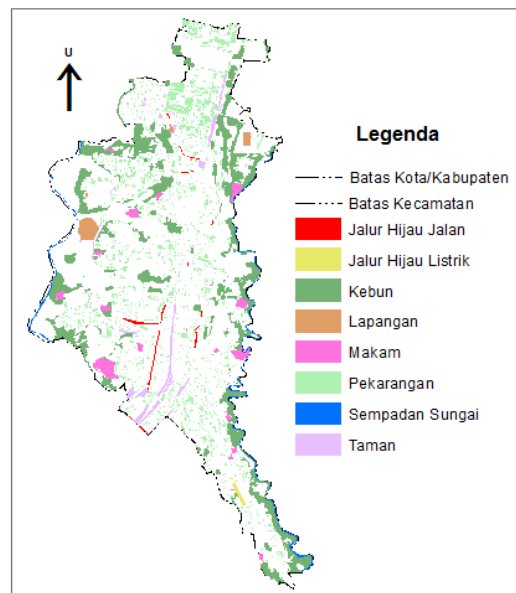 U
Legenda
Batas Kota/Kabupaten
Batas Kecamatan
Jalur Hijau Jalan
Jalur Hijau Listrik
Kebun
Lapangan
Makam
Pekarangan
Sempadan Sungai
Taman